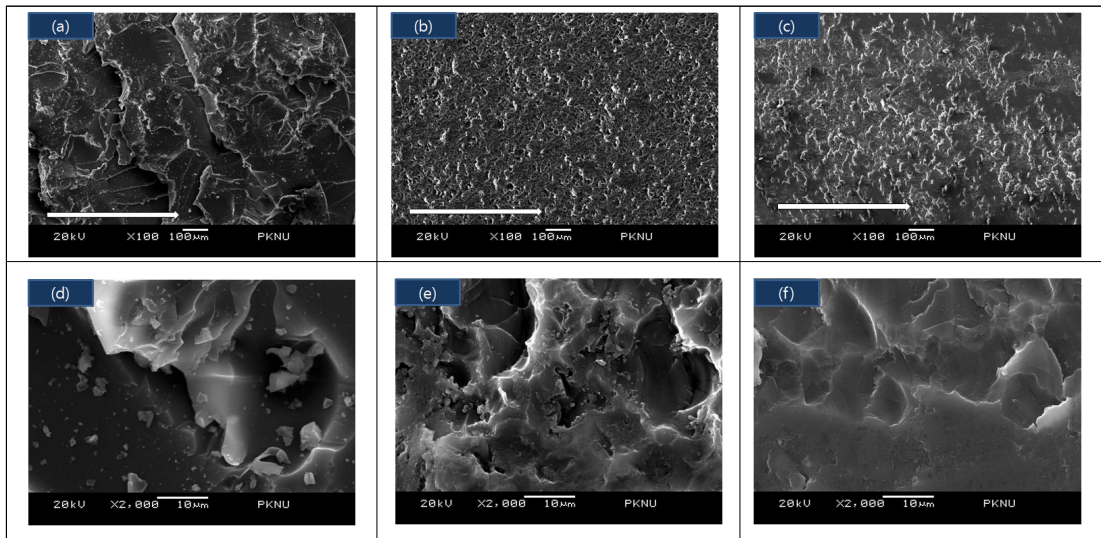 (a)
20kV X100 100μm PKNU
(b)
20kV X100 100μm PKNU
(c)
20kV X100 100μm PKNU
(d)
20kV X2,000 10μm PKNU
(e)
20kV X2,000 10μm PKNU
(f)
20kV X2,000 10μm PKNU